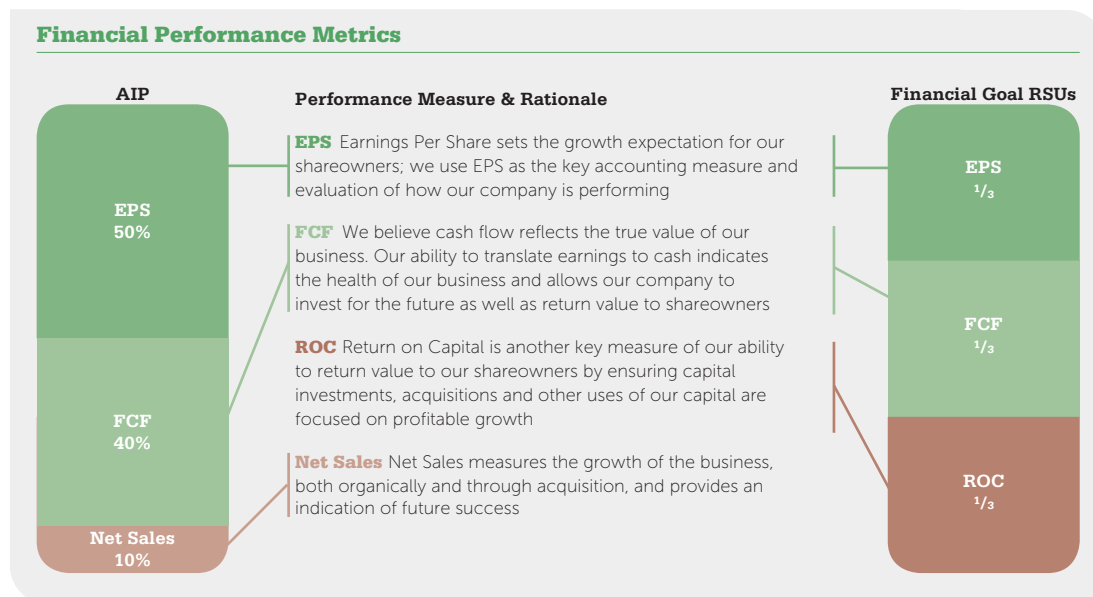 Financial Performance Metrics
AIP
EPS
50%
FCF
40%
Net Sales
10%
Performance Measure & Rationale
EPS Earnings Per Share sets the growth expectation for our
shareowners; we use EPS as the key accounting measure and
evaluation of how our company is performing
FCF We believe cash flow reflects the true value of our
business. Our ability to translate earnings to cash indicates
the health of our business and allows our company to
invest for the future as well as return value to shareowners
ROC Return on Capital is another key measure of our ability
to return value to our shareowners by ensuring capital
investments, acquisitions and other uses of our capital are
focused on profitable growth
Net Sales Net Sales measures the growth of the business,
both organically and through acquisition, and provides an
indication of future success
Financial Goal RSUs
EPS
1/3
FCF
1/3
ROC
1/3